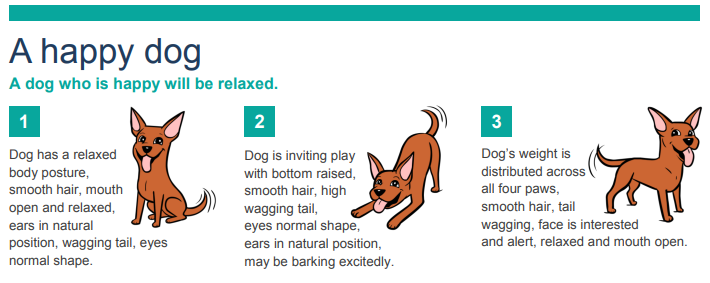 A happy dog
A dog who is happy will be relaxed.
1
Dog has a relaxed
body posture,
smooth hair, mouth
open and relaxed,
ears in natural
position, wagging tail, eyes
normal shape.
2
Dog is inviting play
with bottom raised,
smooth hair, high
wagging tail,
eyes normal shape,
ears in natural position,
may be barking excitedly.
3
Dog's weight is
distributed across
all four paws,
smooth hair, tail
wagging, face is interested
and alert, relaxed and mouth open.